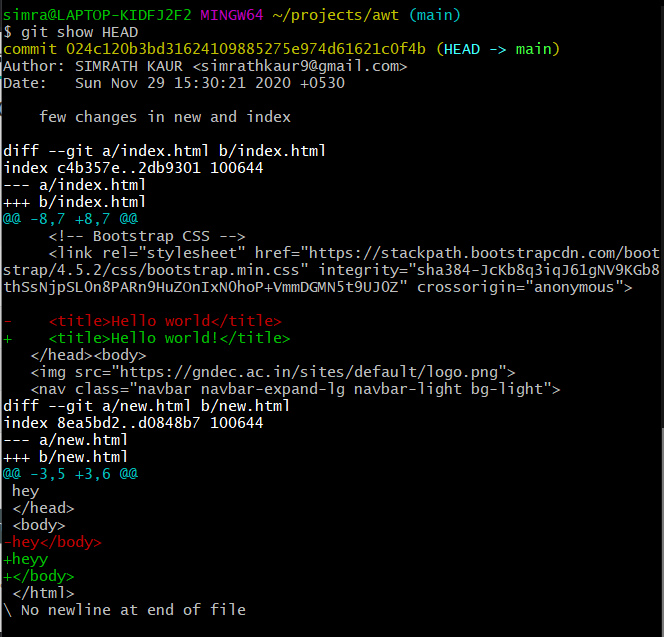 simra@LAPTOP-KIDFJ2F2 MINGW64 ~/projects/awt (main)
$ git show HEAD
commit 024c120b3bd31624109885275e974d61621c0f4b (HEAD -> main)
Author: SIMRATH KAUR <simrathkaur9@gmail.com>
Date:   Sun Nov 29 15:30:21 2020 +0530

    few changes in new and index

diff --git a/index.html b/index.html
index c4b357e..2db9301 100644
--- a/index.html
+++ b/index.html
@@ -8,7 +8,7 @@
     <!-- Bootstrap CSS -->
     <link rel="stylesheet" href="https://stackpath.bootstrapcdn.com/boot
strap/4.5.2/css/bootstrap.min.css" integrity="sha384-JcKb8q3iqJ61gNV9KGb8
thSsNjpSL0n8PARn9HuZOnIxN0hoP+VmmDGMN5t9UJ0Z" crossorigin="anonymous">

-    <title>Hello world</title>
+    <title>Hello world!</title>
   </head><body>
   <img src="https://gndec.ac.in/sites/default/logo.png">
   <nav class="navbar navbar-expand-lg navbar-light bg-light">
diff --git a/new.html b/new.html
index 8ea5bd2..d0848b7 100644
--- a/new.html
+++ b/new.html
@@ -3,5 +3,6 @@
 hey
 </head>
 <body>
-hey</body>
+heyy
+</body>
 </html>
\ No newline at end of file